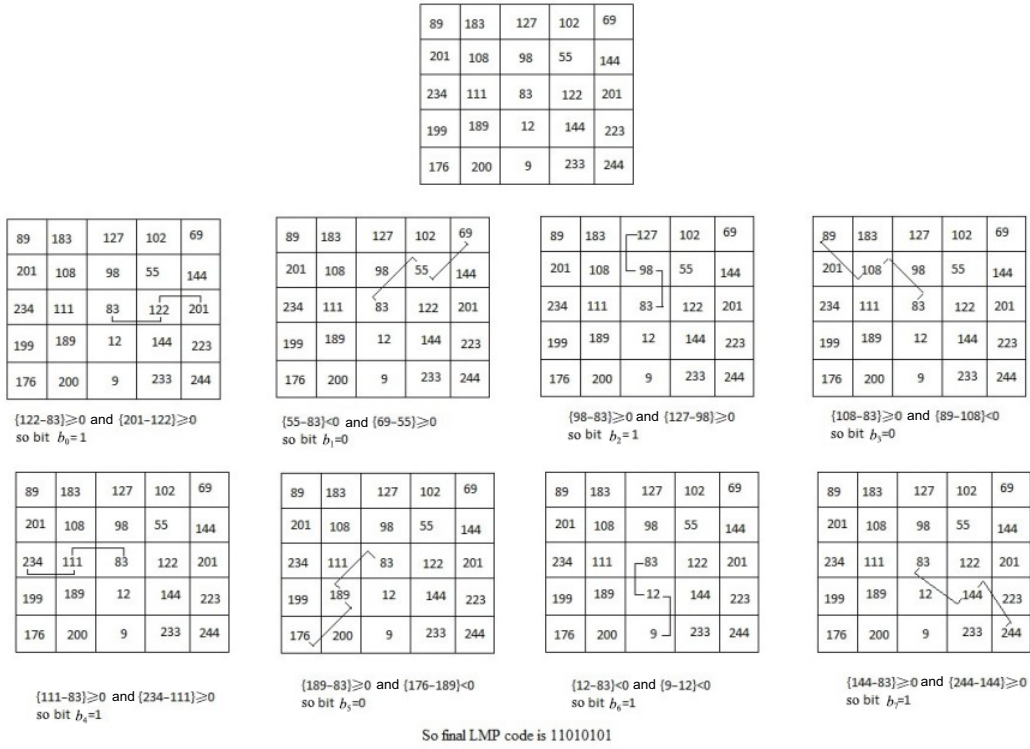 89 183 127 102 69
201 108 98 55 144
234 111 83 122 201
199 189 12 144 223
176 200 9 233 244
89 183 127 102 69
201 108 98 55 144
234 111 83 122 201
199 189 12 144 223
176 200 9 233 244
{122–83}⩾0 and {201–122}⩾0
so bit b₀=1
89 183 127 102 69
201 108 98 55 144
234 111 83 122 201
199 189 12 144 223
176 200 9 233 244
{55–83}<0 and {69–55}⩾0
so bit b₁=0
89 183 127 102 69
201 108 98 55 144
234 111 83 122 201
199 189 12 144 223
176 200 9 233 244
{98–83}⩾0 and {127–98}⩾0
so bit b₂=1
89 183 127 102 69
201 108 98 55 144
234 111 83 122 201
199 189 12 144 223
176 200 9 233 244
{108–83}⩾0 and {89–108}<0
so bit b₃=0
89 183 127 102 69
201 108 98 55 144
234 111 83 122 201
199 189 12 144 223
176 200 9 233 244
{111–83}⩾0 and {234–111}⩾0
so bit b₄=1
89 183 127 102 69
201 108 98 55 144
234 111 83 122 201
199 189 12 144 223
176 200 9 233 244
{189–83}⩾0 and {176–189}<0
so bit b₅=0
89 183 127 102 69
201 108 98 55 144
234 111 83 122 201
199 189 12 144 223
176 200 9 233 244
{12–83}<0 and {9–12}<0
so bit b₆=1
89 183 127 102 69
201 108 98 55 144
234 111 83 122 201
199 189 12 144 223
176 200 9 233 244
{144–83}⩾0 and {244–144}⩾0
so bit b₇=1
So final LMP code is 11010101